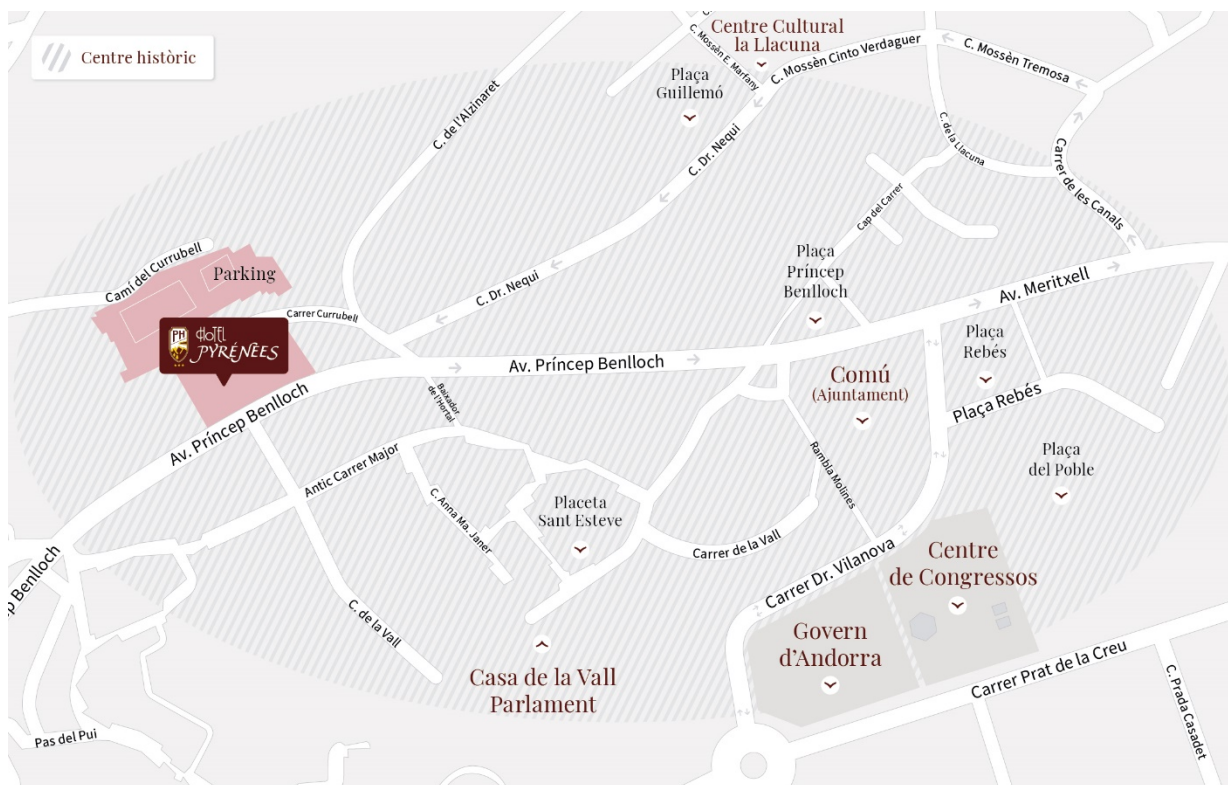 Centre històric
Centre Cultural
la Llacuna
C. Mossèn E. Marfany
C. Mossèn Cinto Verdaguer
C. Mossèn Tremosa
Plaça
Guillemó
C. de l'Alzinaret
C. Dr. Nequi
C. de la Llacuna
Carrer de les Canals
Cap del Carrer
Camí del Currubell
Parking
Plaça
Príncep
Benlloch
C. Dr. Nequi
Av. Meritxell
Carrer Currubell
PH
Hotel
PYRÉNÉES
Av. Príncep Benlloch
Plaça
Rebés
Comú
(Ajuntament)
Baixador
de l'Hortal
Av. Príncep Benlloch
Plaça Rebés
Antic Carrer Major
Rambla Molines
Plaça
del Poble
C. Anna Ma. Janer
Placeta
Sant Esteve
Carrer de la Vall
Carrer Dr. Vilanova
Centre
de Congressos
ep Benlloch
C. de la Vall
Govern
d'Andorra
Casa de la Vall
Parlament
Carrer Prat de la Creu
C. Prada Casadet
Pas del Pui